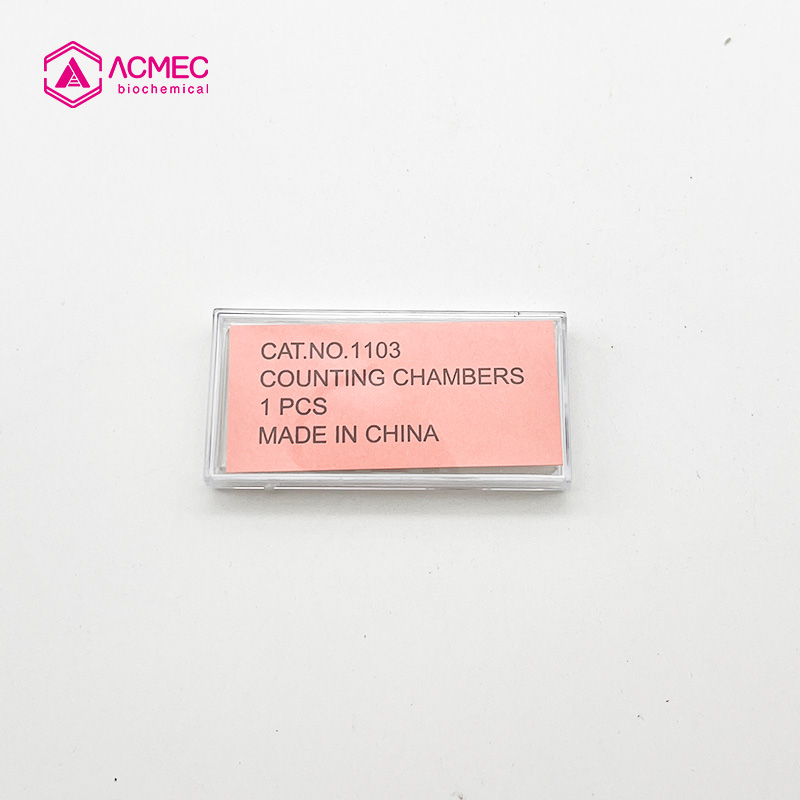 ACMEC
biochemical
CAT.NO.1103
COUNTING CHAMBERS
1 PCS
MADE IN CHINA